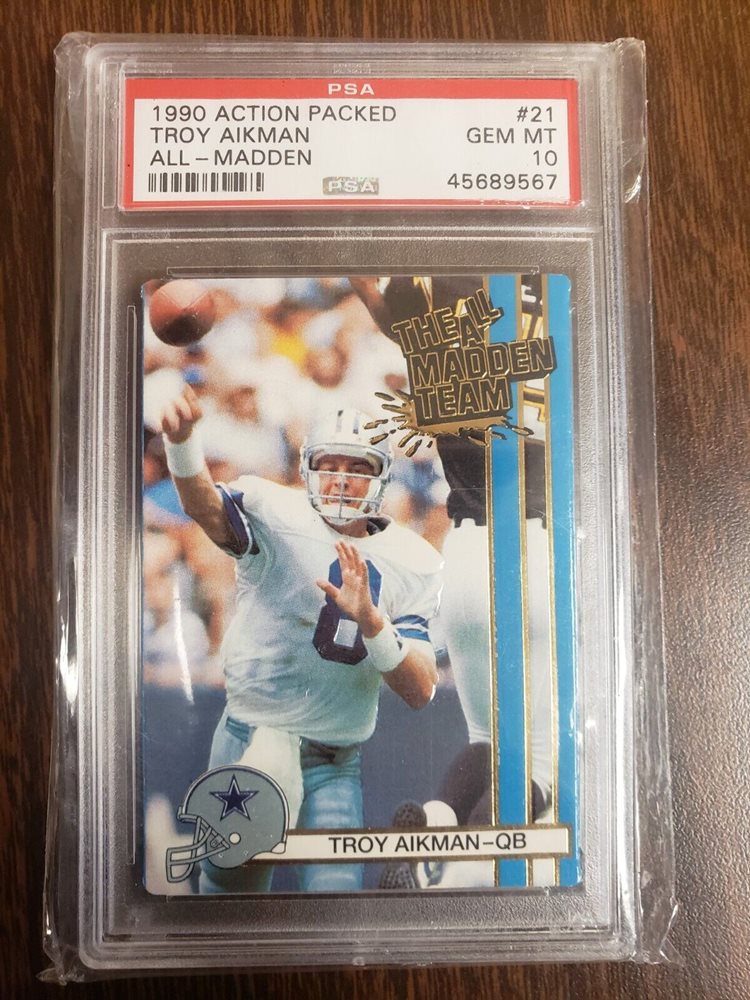 PSA
1990 ACTION PACKED #21
TROY AIKMAN GEM MT
ALL-MADDEN 10
PSA 45689567
THE ALL
MADDEN
TEAM
8
TROY AIKMAN-QB